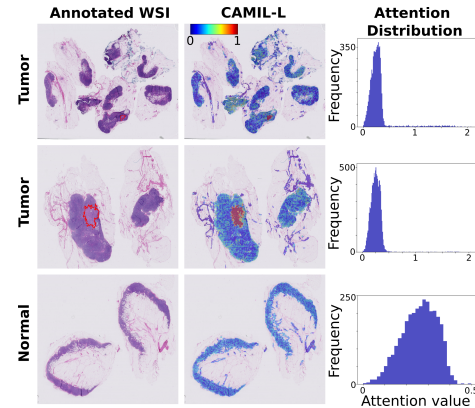 Annotated WSI
CAMIL-L
Attention
Distribution
0
1
Tumor
Frequency
350
0
0
1
2
Tumor
Frequency
500
0
0
1
2
Normal
Frequency
250
0
0
0.5
Attention value